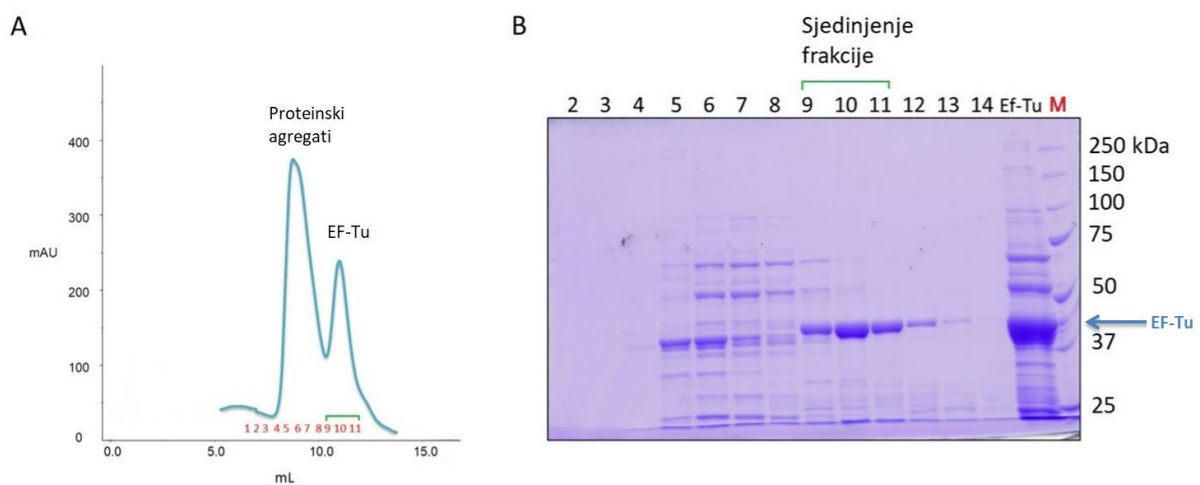 A
Proteinski
agregati
EF-Tu
400
300
mAU
200
100
0
1 2 3 4 5 6 7 8 9 10 11
0.0 5.0 10.0 15.0
mL
B
Sjedinjenje
frakcije
2 3 4 5 6 7 8 9 10 11 12 13 14 Ef-Tu M
250 kDa
150
100
75
50
EF-Tu
37
25